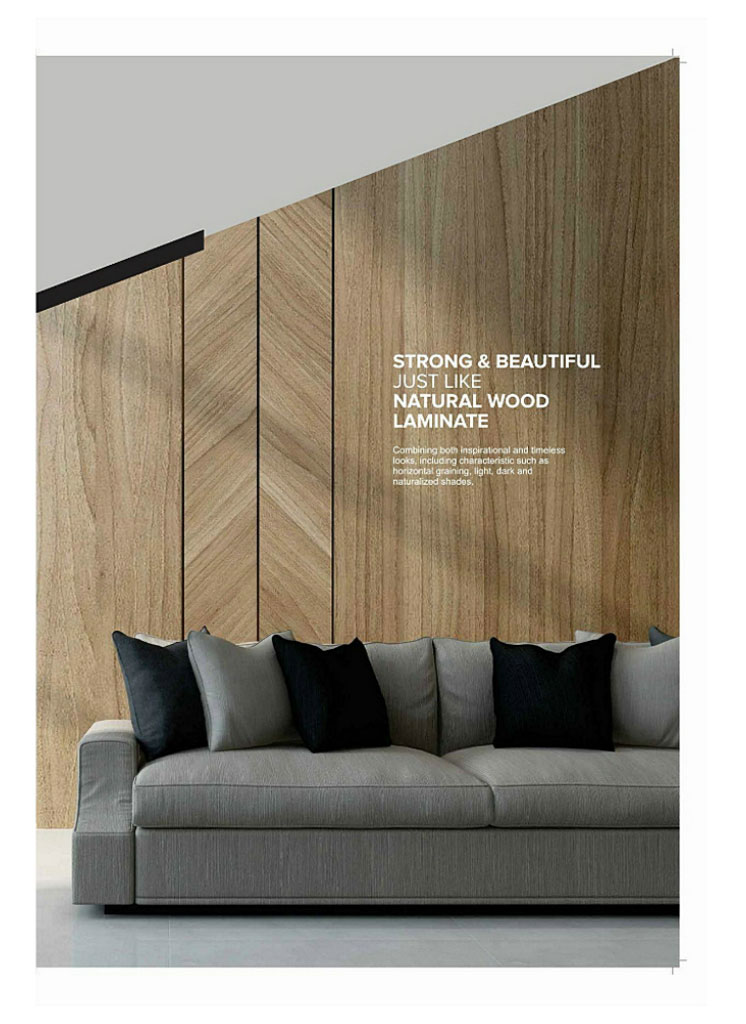 STRONG & BEAUTIFUL
JUST LIKE
NATURAL WOOD
LAMINATE
Combining both inspirational and timeless
looks, including characteristic such as
horizontal graining, light, dark and
naturalized shades.